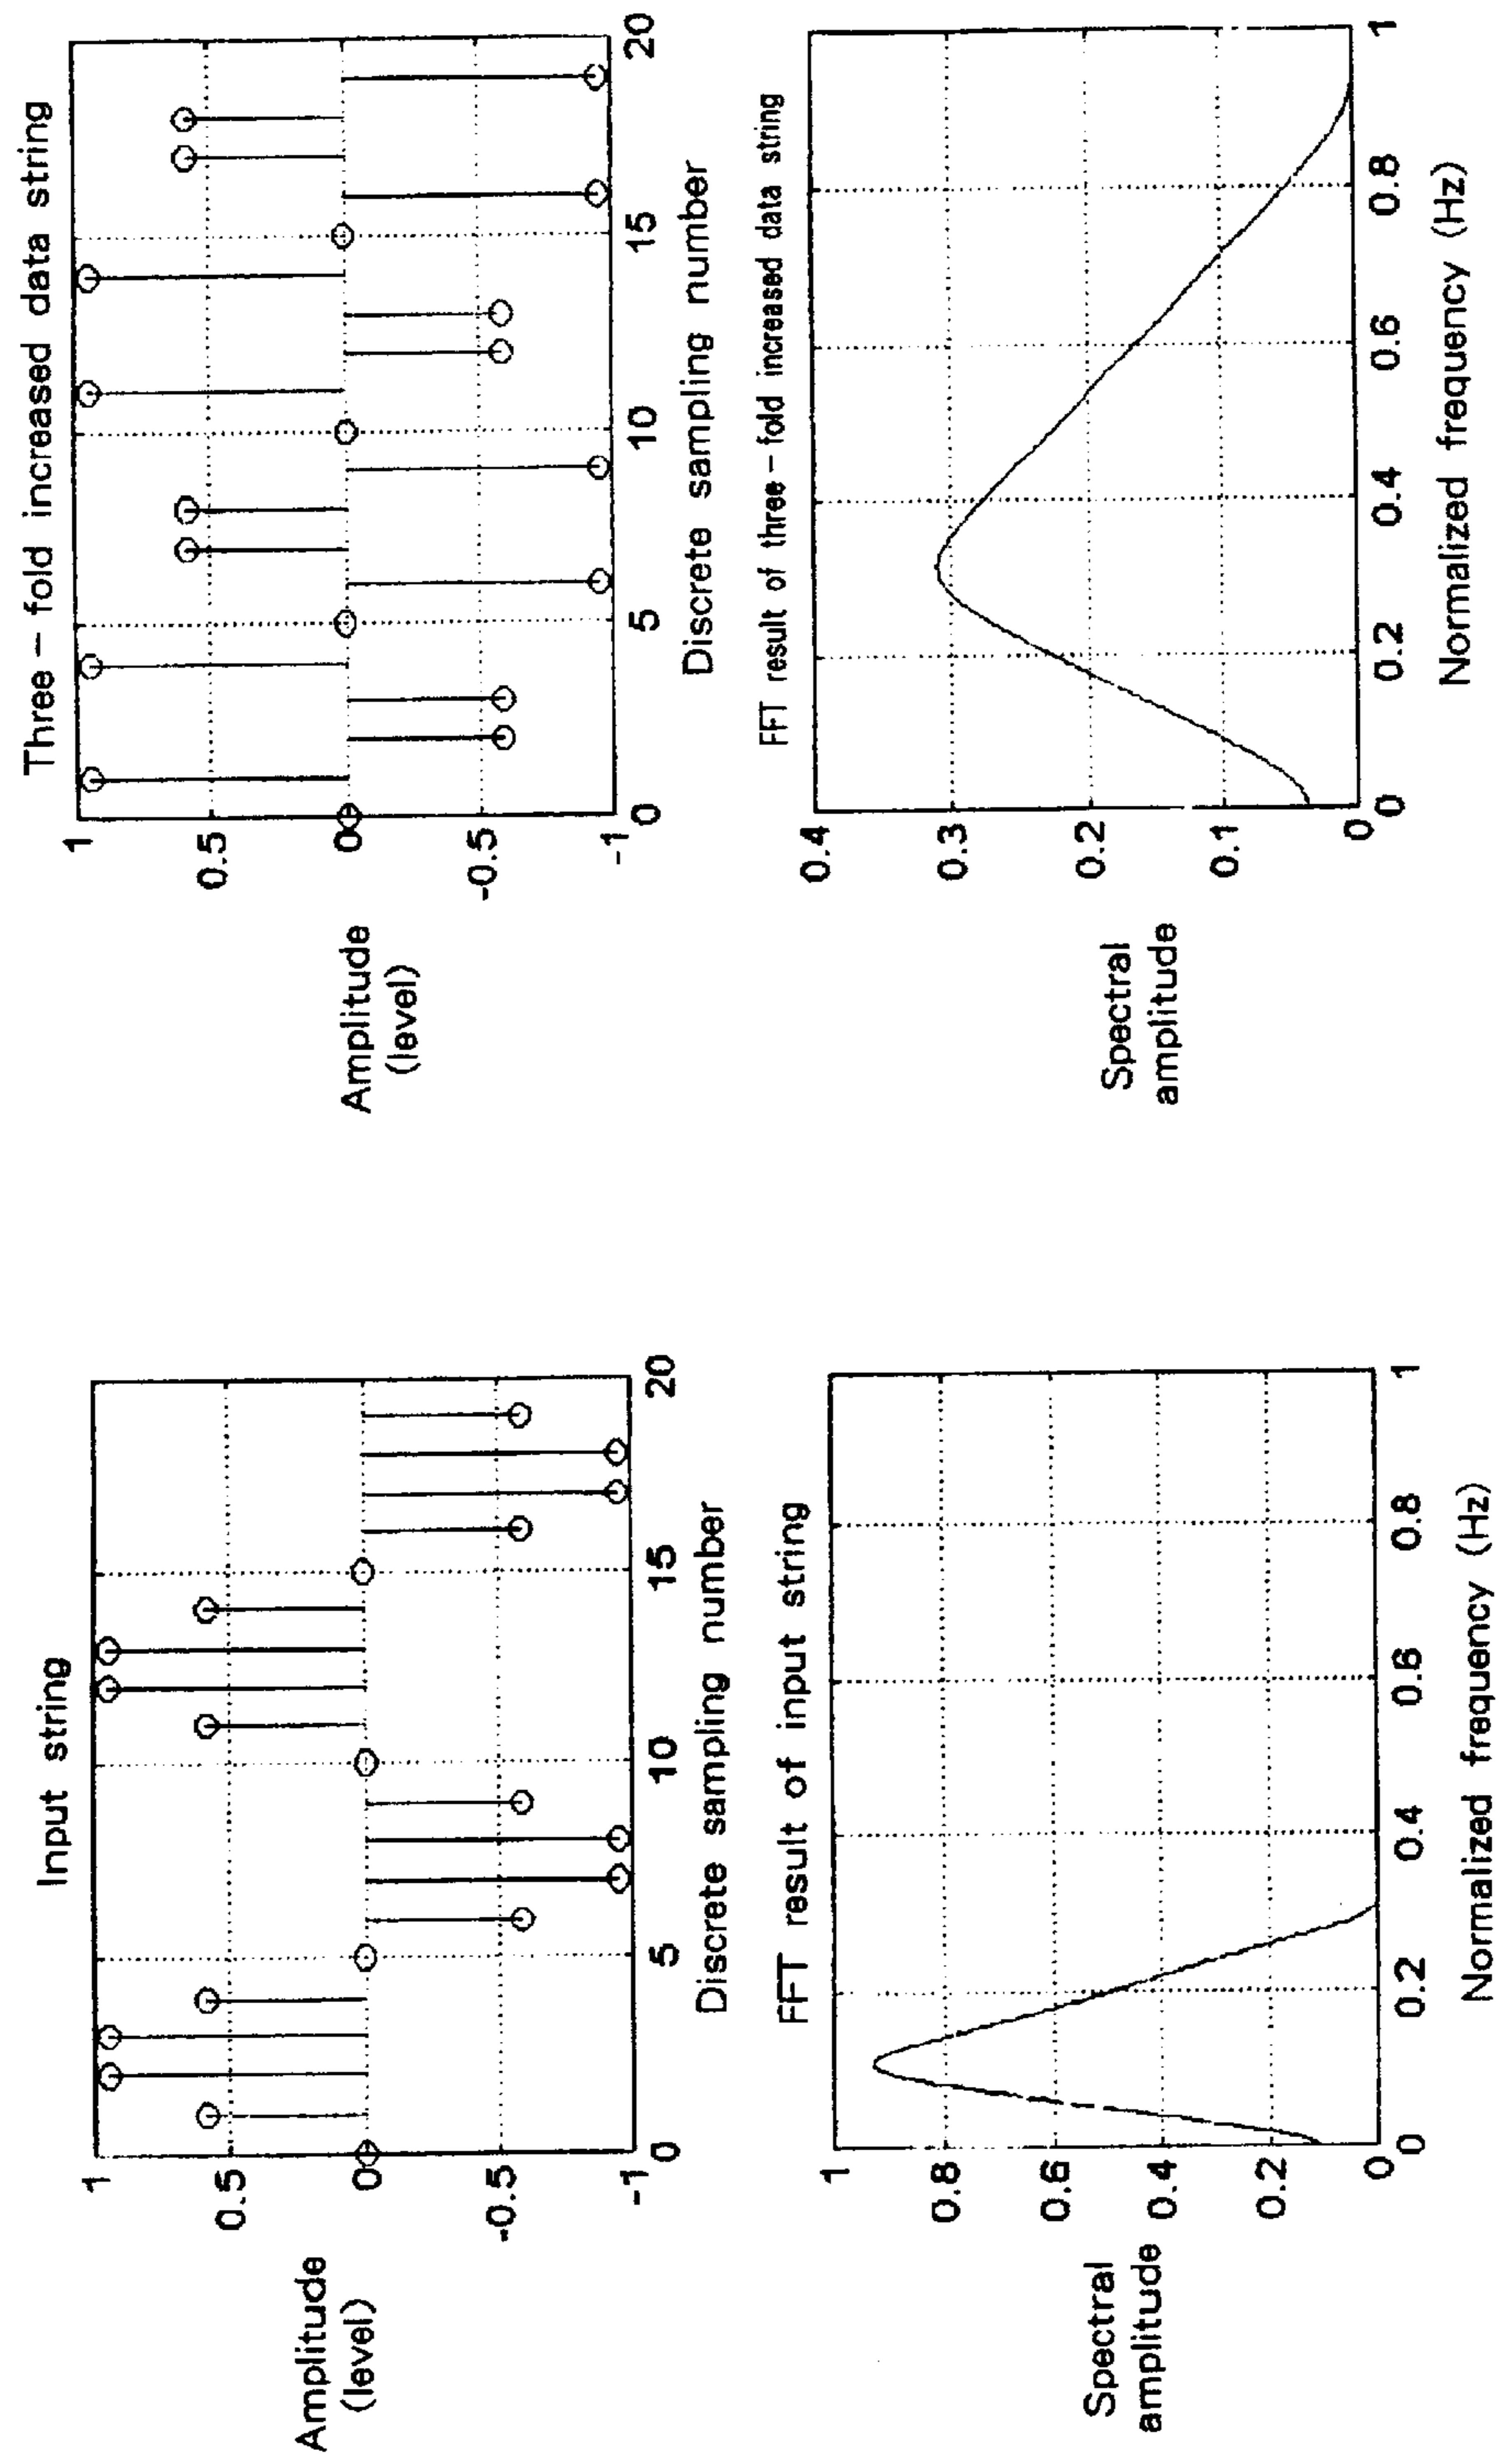 Input string
Amplitude
(level)
1
0.5
0
-0.5
-1
0
5
10
15
20
Discrete sampling number
FFT result of input string
Spectral
amplitude
1
0.8
0.6
0.4
0.2
0
0
0.2
0.4
0.6
0.8
1
Normalized frequency (Hz)
Three – fold increased data string
Amplitude
(level)
1
0.5
0
-0.5
-1
0
5
10
15
20
Discrete sampling number
FFT result of three – fold increased data string
Spectral
amplitude
0.4
0.3
0.2
0.1
0
0
0.2
0.4
0.6
0.8
1
Normalized frequency (Hz)